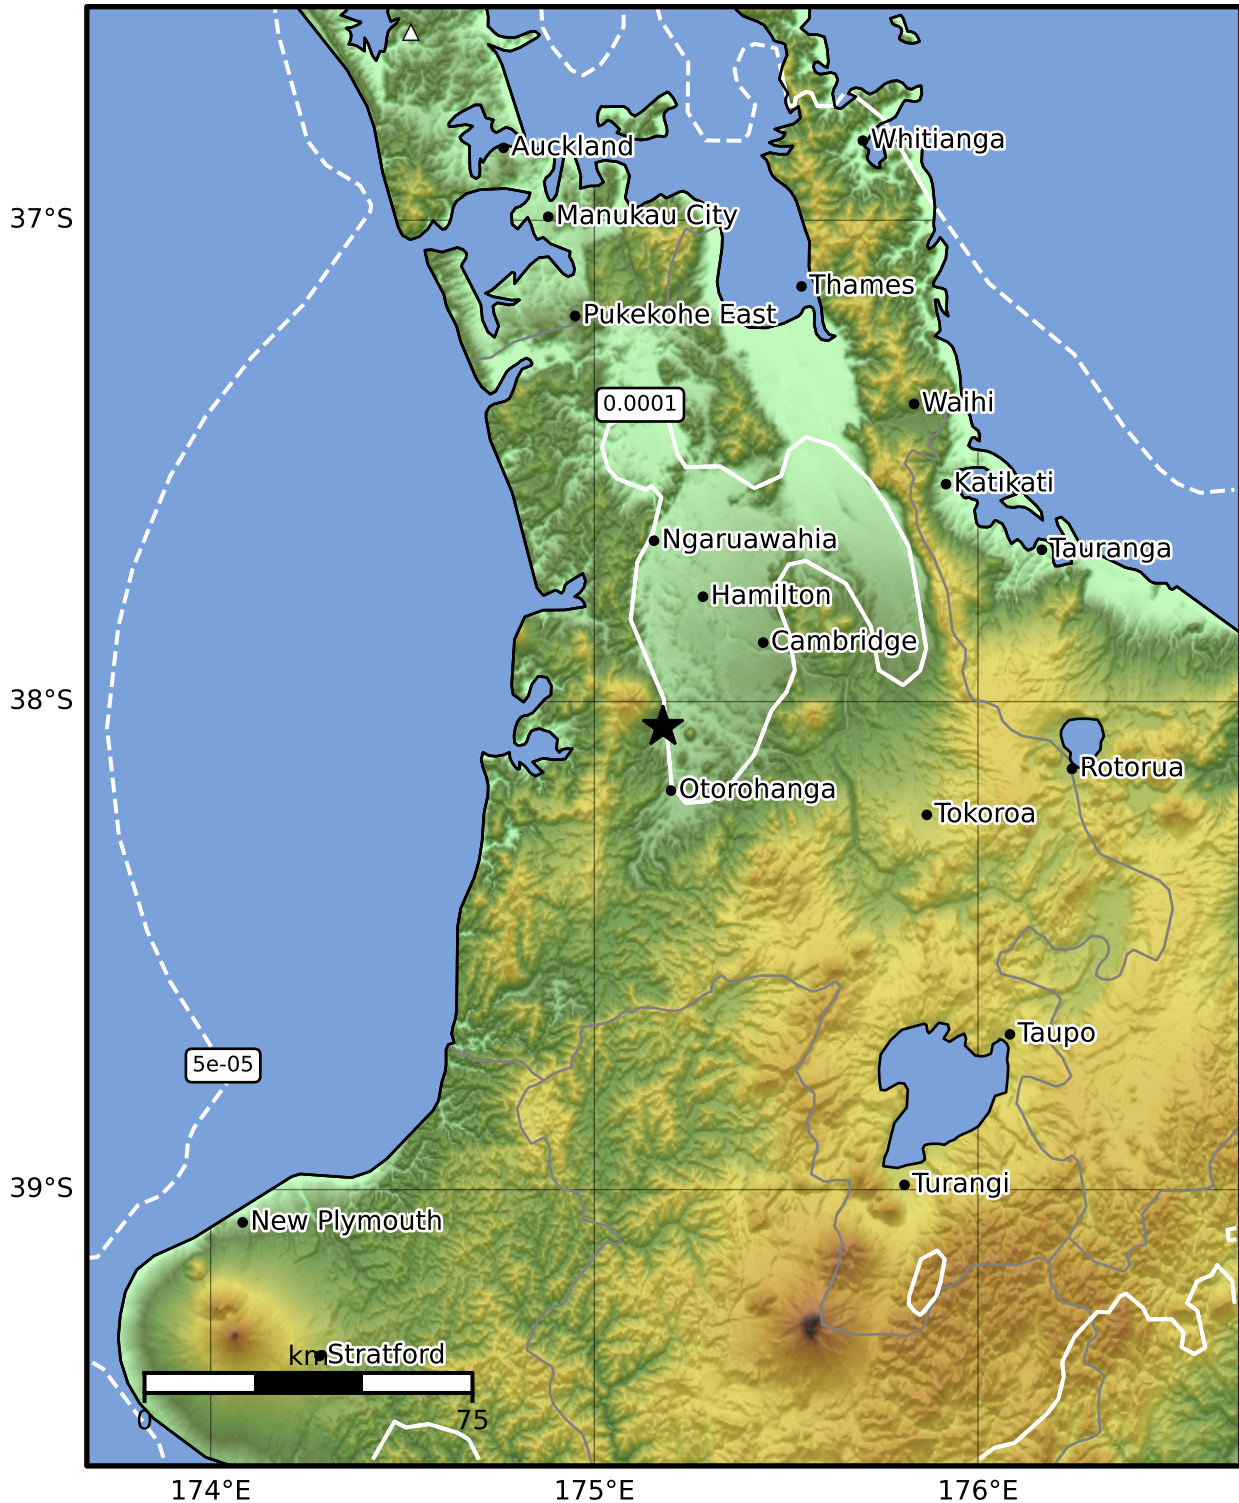 Auckland
Whitianga
37°S
Manukau City
Thames
Pukekohe East
0.0001
Waihi
Katikati
Ngaruawahia
Tauranga
Hamilton
Cambridge
38°S
Rotorua
Otorohanga
Tokoroa
Taupo
5e-05
39°S
Turangi
New Plymouth
km
Stratford
0
75
174°E
175°E
176°E